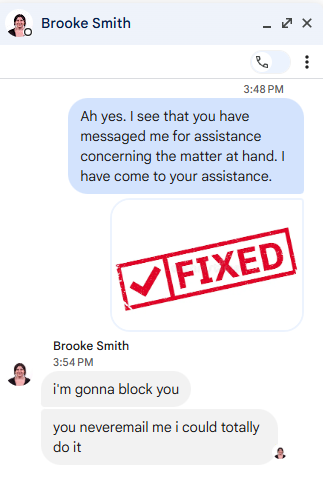 Brooke Smith
3:48 PM
Ah yes. I see that you have
messaged me for assistance
concerning the matter at hand. I
have come to your assistance.
FIXED
Brooke Smith
3:54 PM
i'm gonna block you
you neveremail me i could totally
do it